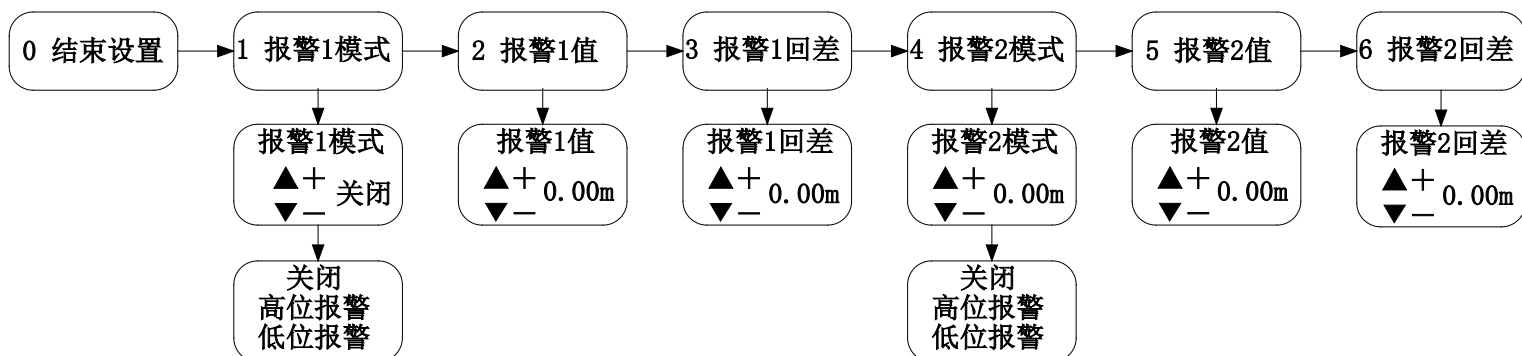 0 结束设置
1 报警1模式
2 报警1值
3 报警1回差
4 报警2模式
5 报警2值
6 报警2回差
报警1模式
▲+
▼− 关闭
报警1值
▲+
▼− 0.00m
报警1回差
▲+
▼− 0.00m
报警2模式
▲+
▼− 0.00m
报警2值
▲+
▼− 0.00m
报警2回差
▲+
▼− 0.00m
关闭
高位报警
低位报警
关闭
高位报警
低位报警